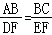 AB/DF = BC/EF